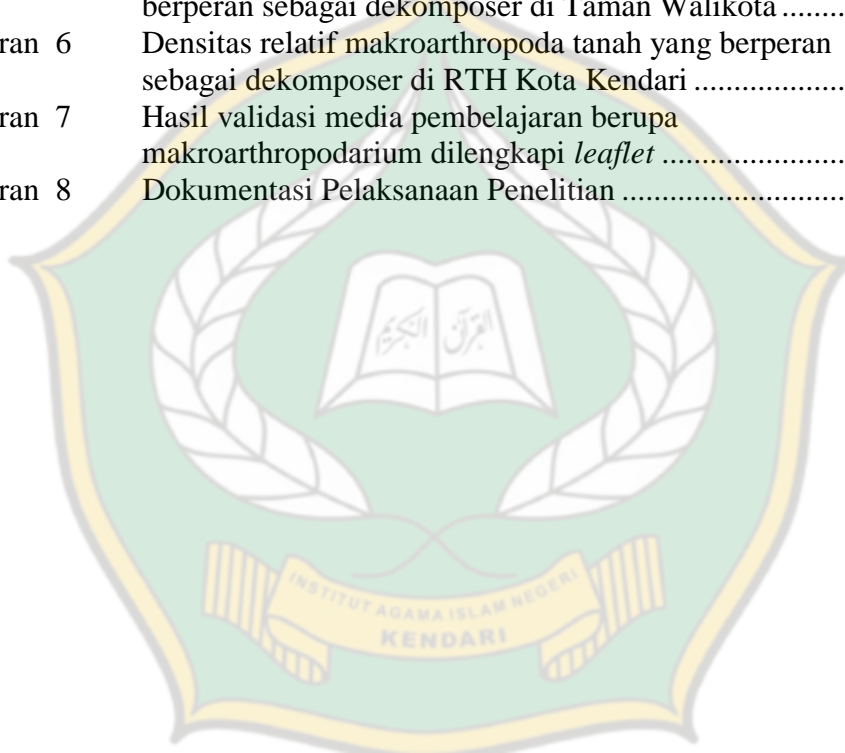 berperan sebagai dekomposer di Taman Walikota ........
ran 6 Densitas relatif makroarthropoda tanah yang berperan
sebagai dekomposer di RTH Kota Kendari ...................
ran 7 Hasil validasi media pembelajaran berupa
makroarthropodarium dilengkapi leaflet .......................
ran 8 Dokumentasi Pelaksanaan Penelitian ............................
القرآن الكريم
INSTITUT AGAMA ISLAM NEGERI
KENDARI